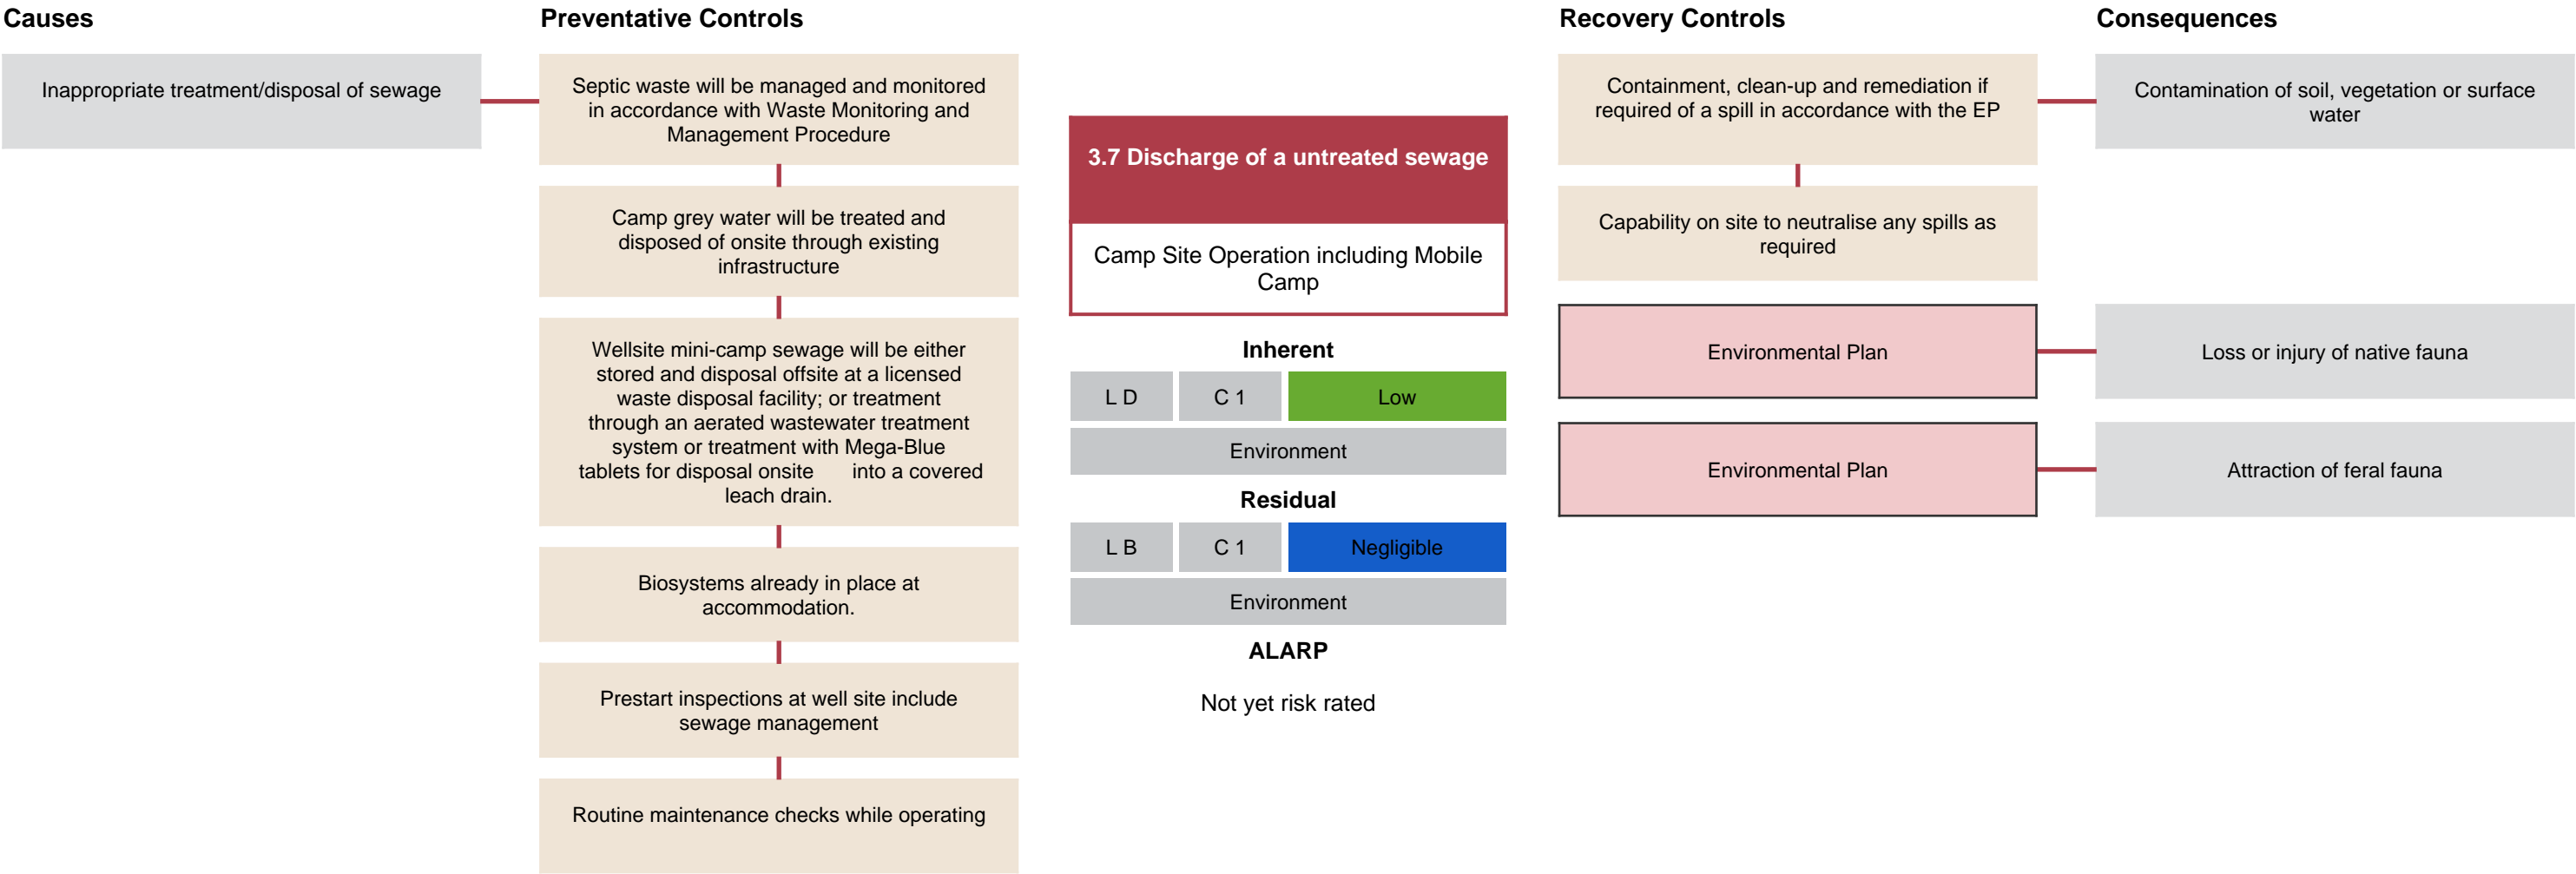 Causes
Preventative Controls
Recovery Controls
Consequences
Inappropriate treatment/disposal of sewage
Septic waste will be managed and monitored
in accordance with Waste Monitoring and
Management Procedure
Camp grey water will be treated and
disposed of onsite through existing
infrastructure
Wellsite mini-camp sewage will be either
stored and disposal offsite at a licensed
waste disposal facility; or treatment
through an aerated wastewater treatment
system or treatment with Mega-Blue
tablets for disposal onsite into a covered
leach drain.
Biosystems already in place at
accommodation.
Prestart inspections at well site include
sewage management
Routine maintenance checks while operating
3.7 Discharge of a untreated sewage
Camp Site Operation including Mobile
Camp
Inherent
L D
C 1
Low
Environment
Residual
L B
C 1
Negligible
Environment
ALARP
Not yet risk rated
Containment, clean-up and remediation if
required of a spill in accordance with the EP
Capability on site to neutralise any spills as
required
Contamination of soil, vegetation or surface
water
Environmental Plan
Loss or injury of native fauna
Environmental Plan
Attraction of feral fauna